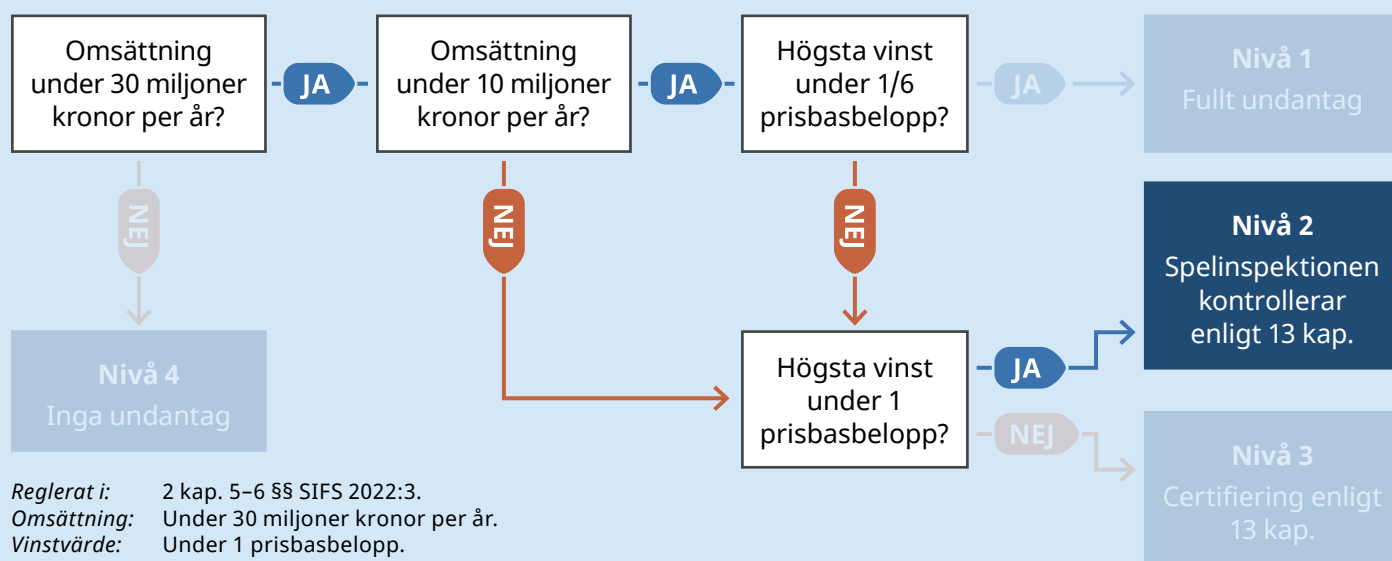 Omsättning
under 30 miljoner
kronor per år?
JA
Omsättning
under 10 miljoner
kronor per år?
JA
Högsta vinst
under 1/6
prisbasbelopp?
JA
Nivå 1
Fullt undantag
NEJ
NEJ
NEJ
Nivå 2
Spelinspektionen
kontrollerar
enligt 13 kap.
Nivå 4
Inga undantag
Högsta vinst
under 1
prisbasbelopp?
JA
NEJ
Nivå 3
Certifiering enligt
13 kap.
Reglerat i: 2 kap. 5–6 §§ SIFS 2022:3.
Omsättning: Under 30 miljoner kronor per år.
Vinstvärde: Under 1 prisbasbelopp.